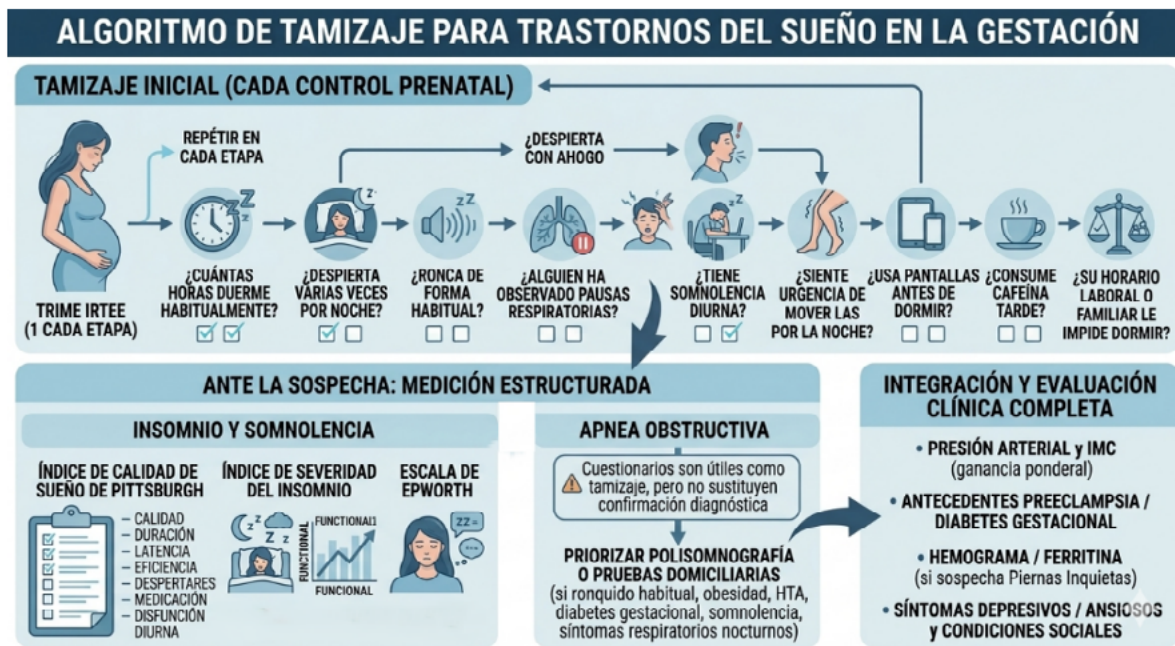 ALGORITMO DE TAMIZAJE PARA TRASTORNOS DEL SUEÑO EN LA GESTACIÓN
TAMIZAJE INICIAL (CADA CONTROL PRENATAL)
REPÉTIR EN
CADA ETAPA
¿DESPIERTA
CON AHOGO
TRIME IRTEE
(1 CADA ETAPA)
¿CUÁNTAS
HORAS DUERME
HABITUALMENTE?
¿DESPIERTA
VARIAS VECES
POR NOCHE?
¿RONCA DE
FORMA
HABITUAL?
¿ALGUIEN HA
OBSERVADO PAUSAS
RESPIRATORIAS?
¿TIENE
SOMNOLENCIA
DIURNA?
¿SIENTE
URGENCIA DE
MOVER LAS
POR LA NOCHE?
¿USA PANTALLAS
ANTES DE
DORMIR?
¿CONSUME
CAFEÍNA
TARDE?
¿SU HORARIO
LABORAL O
FAMILIAR LE
IMPIDE DORMIR?
ANTE LA SOSPECHA: MEDICIÓN ESTRUCTURADA
INSOMNIO Y SOMNOLENCIA
ÍNDICE DE CALIDAD DE
SUEÑO DE PITTSBURGH
– CALIDAD
– DURACIÓN
– LATENCIA
– EFICIENCIA
– DESPERTARES
– MEDICACIÓN
– DISFUNCIÓN
DIURNA
ÍNDICE DE SEVERIDAD
DEL INSOMNIO
FUNCTIONAL1
FUNCTIONAL
FUNCTIONAL
ESCALA DE
EPWORTH
APNEA OBSTRUCTIVA
Cuestionarios son útiles como
tamizaje, pero no sustituyen
confirmación diagnóstica
PRIORIZAR POLISOMNOGRAFÍA
O PRUEBAS DOMICILIARIAS
(si ronquido habitual, obesidad, HTA,
diabetes gestacional, somnolencia,
síntomas respiratorios nocturnos)
INTEGRACIÓN Y EVALUACIÓN
CLÍNICA COMPLETA
• PRESIÓN ARTERIAL y IMC
(ganancia ponderal)
• ANTECEDENTES PREECLAMPSIA /
DIABETES GESTACIONAL
• HEMOGRAMA / FERRITINA
(si sospecha Piernas Inquietas)
• SÍNTOMAS DEPRESIVOS / ANSIOSOS
y CONDICIONES SOCIALES